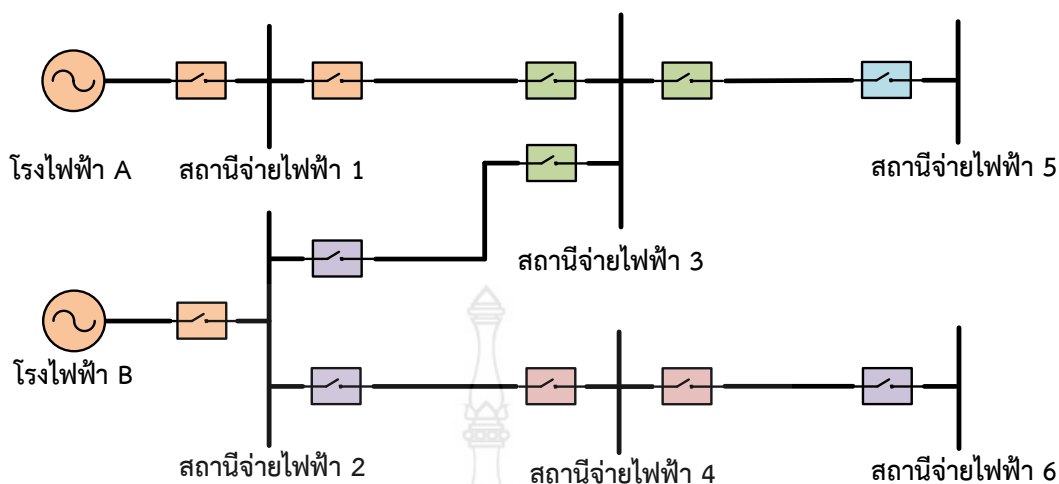 โรงไฟฟ้า A
สถานีจ่ายไฟฟ้า 1
สถานีจ่ายไฟฟ้า 5
สถานีจ่ายไฟฟ้า 3
โรงไฟฟ้า B
สถานีจ่ายไฟฟ้า 2
สถานีจ่ายไฟฟ้า 4
สถานีจ่ายไฟฟ้า 6